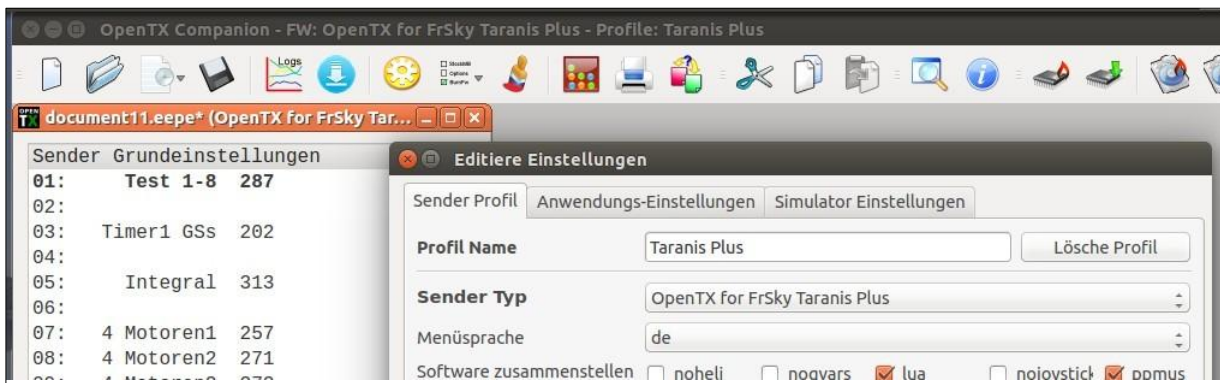 OpenTX Companion - FW: OpenTX for FrSky Taranis Plus - Profile: Taranis Plus
Logs
OPEN TX document11.eepe* (OpenTX for FrSky Tar...
Sender Grundeinstellungen
01: Test 1-8 287
02:
03: Timer1 GSs 202
04:
05: Integral 313
06:
07: 4 Motoren1 257
08: 4 Motoren2 271
Editiere Einstellungen
Sender Profil Anwendungs-Einstellungen Simulator Einstellungen
Profil Name Taranis Plus Lösche Profil
Sender Typ OpenTX for FrSky Taranis Plus
Menüsprache de
Software zusammenstellen noheli nogvars lua nojoystick ppmus